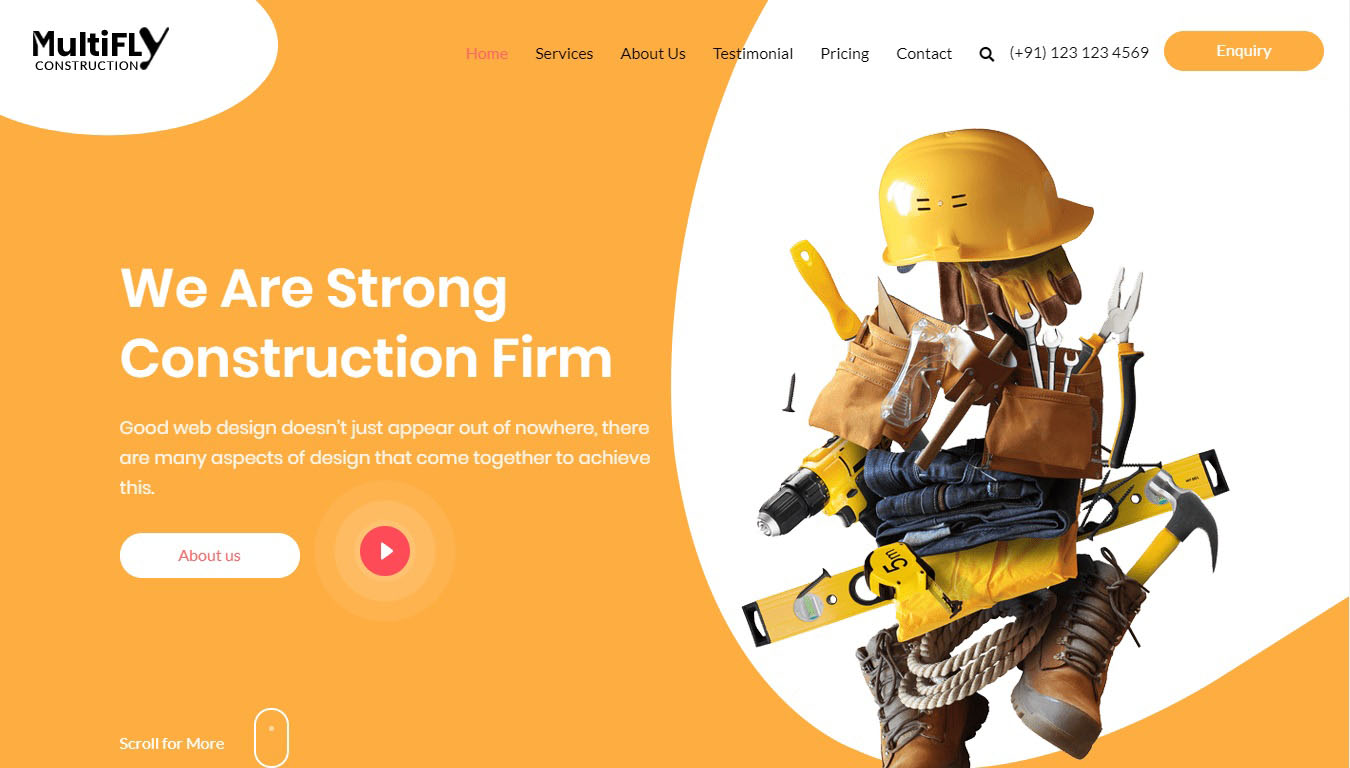 MultiFLy
CONSTRUCTION
Home
Services
About Us
Testimonial
Pricing
Contact
(+91) 123 123 4569
Enquiry
We Are Strong
Construction Firm
Good web design doesn't just appear out of nowhere, there
are many aspects of design that come together to achieve
this.
About us
Scroll for More
5m